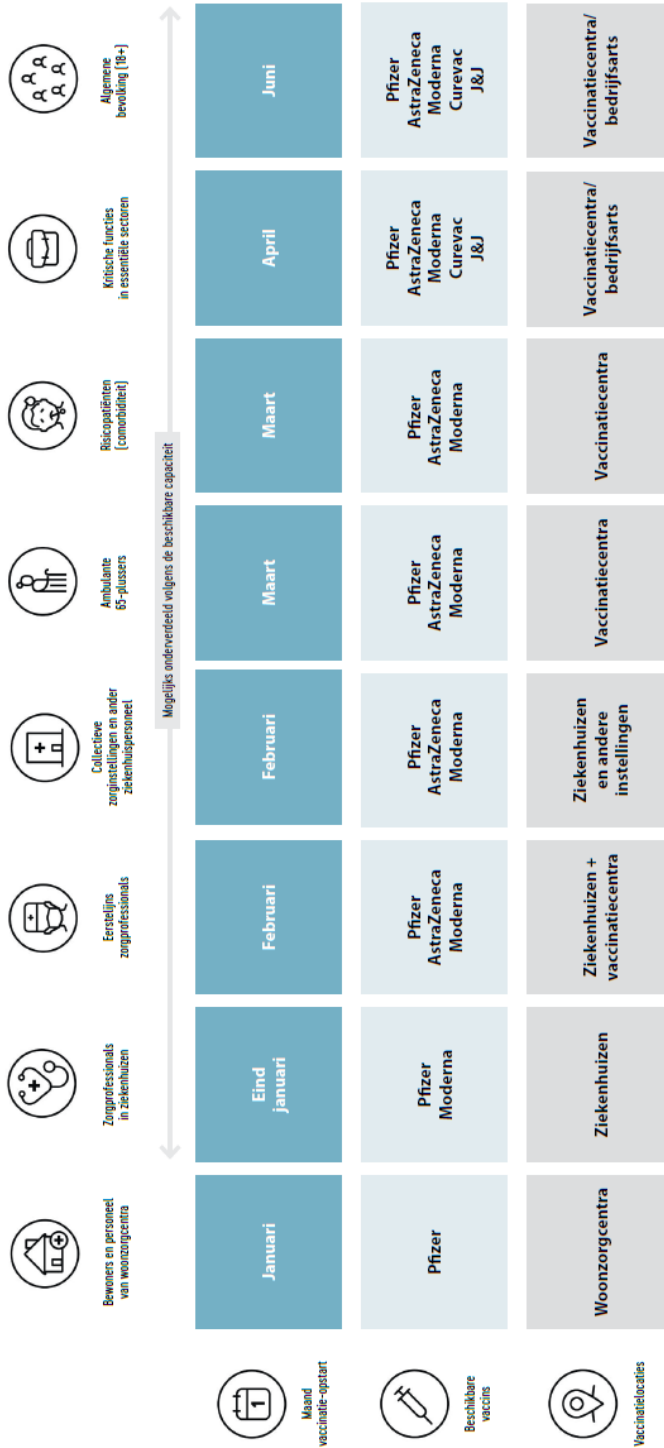 Bewoners en personeel
van woonzorgcentra
Zorgprofessionals
in ziekenhuizen
Eerstelijns
zorgprofessionals
Collectieve
zorginstellingen en ander
ziekenhuispersoneel
Ambulante
65-plussers
Risicopatiënten
(comorbiditeit)
Kritische functies
in essentiële sectoren
Algemene
bevolking (18+)
Mogelijks onderverdeeld volgens de beschikbare capaciteit
1
Maand
vaccinatie-opstart
Januari
Eind
januari
Februari
Februari
Maart
Maart
April
Juni
Beschikbare
vaccins
Pfizer
Pfizer
Moderna
Pfizer
AstraZeneca
Moderna
Pfizer
AstraZeneca
Moderna
Pfizer
AstraZeneca
Moderna
Pfizer
AstraZeneca
Moderna
Pfizer
AstraZeneca
Moderna
Curevac
J&J
Pfizer
AstraZeneca
Moderna
Curevac
J&J
Vaccinatielocaties
Woonzorgcentra
Ziekenhuizen
Ziekenhuizen +
vaccinatiecentra
Ziekenhuizen
en andere
instellingen
Vaccinatiecentra
Vaccinatiecentra
Vaccinatiecentra/
bedrijfsarts
Vaccinatiecentra/
bedrijfsarts